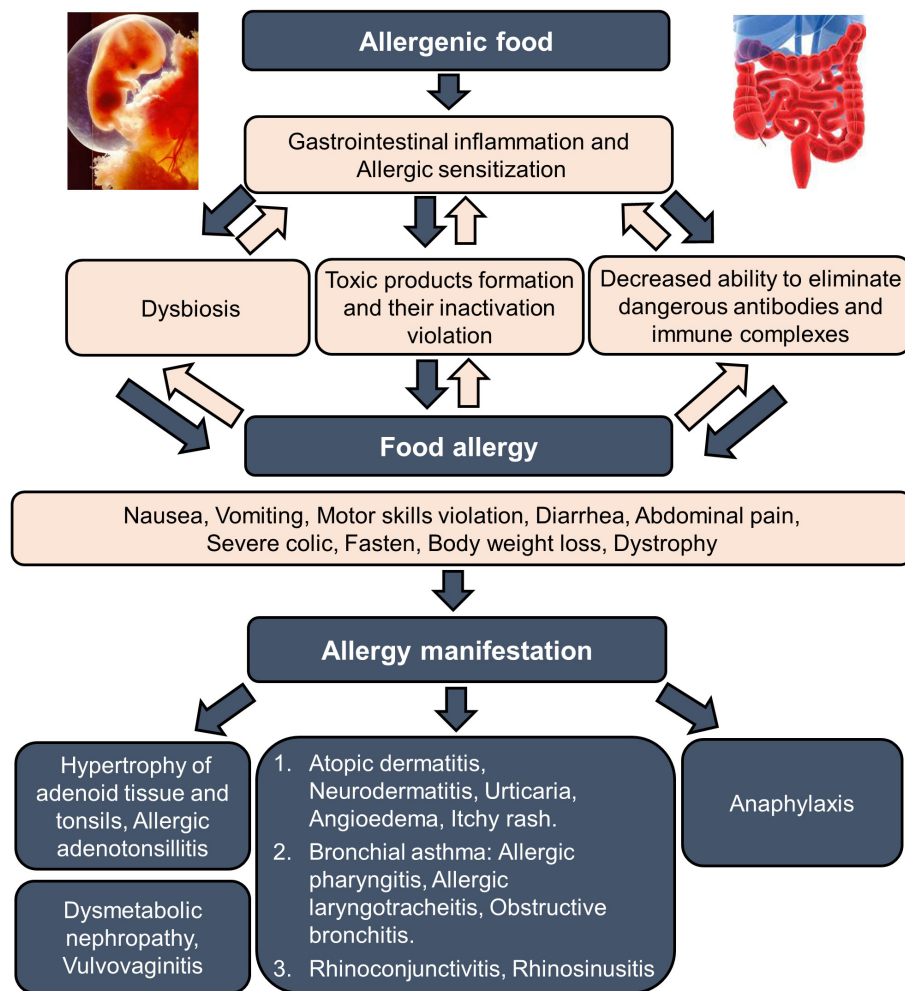 Allergenic food
Gastrointestinal inflammation and
Allergic sensitization
Dysbiosis
Toxic products formation
and their inactivation
violation
Decreased ability to eliminate
dangerous antibodies and
immune complexes
Food allergy
Nausea, Vomiting, Motor skills violation, Diarrhea, Abdominal pain,
Severe colic, Fasten, Body weight loss, Dystrophy
Allergy manifestation
Hypertrophy of
adenoid tissue and
tonsils, Allergic
adenotonsillitis
Dysmetabolic
nephropathy,
Vulvovaginitis
1. Atopic dermatitis,
Neurodermatitis, Urticaria,
Angioedema, Itchy rash.
2. Bronchial asthma: Allergic
pharyngitis, Allergic
laryngotracheitis, Obstructive
bronchitis.
3. Rhinoconjunctivitis, Rhinosinusitis
Anaphylaxis